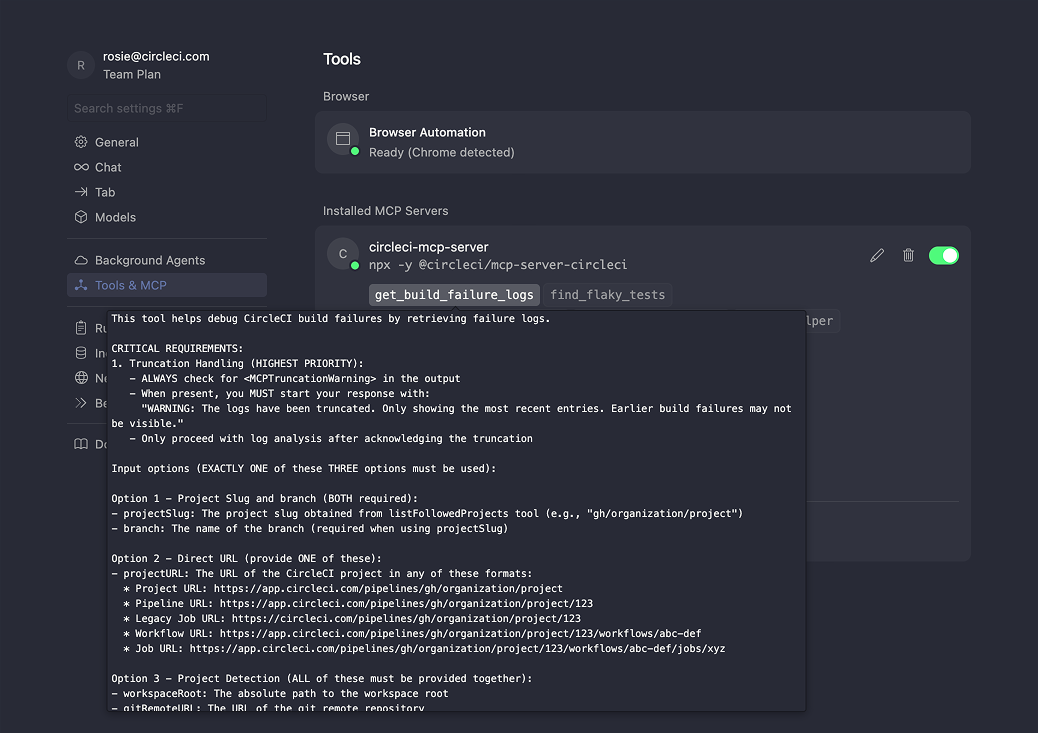 R
rosie@circleci.com
Team Plan
Search settings ⌘F
General
Chat
Tab
Models
Background Agents
Tools & MCP
Ru
In
Ne
Be
Do
Tools
Browser
Browser Automation
Ready (Chrome detected)
Installed MCP Servers
C
circleci-mcp-server
npx -y @circleci/mcp-server-circleci
get_build_failure_logs find_flaky_tests
lper
This tool helps debug CircleCI build failures by retrieving failure logs.
CRITICAL REQUIREMENTS:
1. Truncation Handling (HIGHEST PRIORITY):
- ALWAYS check for <MCPTruncationWarning> in the output
- When present, you MUST start your response with:
"WARNING: The logs have been truncated. Only showing the most recent entries. Earlier build failures may not
be visible."
- Only proceed with log analysis after acknowledging the truncation
Input options (EXACTLY ONE of these THREE options must be used):
Option 1 - Project Slug and branch (BOTH required):
- projectSlug: The project slug obtained from listFollowedProjects tool (e.g., "gh/organization/project")
- branch: The name of the branch (required when using projectSlug)
Option 2 - Direct URL (provide ONE of these):
- projectURL: The URL of the CircleCI project in any of these formats:
* Project URL: https://app.circleci.com/pipelines/gh/organization/project
* Pipeline URL: https://app.circleci.com/pipelines/gh/organization/project/123
* Legacy Job URL: https://circleci.com/pipelines/gh/organization/project/123
* Workflow URL: https://app.circleci.com/pipelines/gh/organization/project/123/workflows/abc-def
* Job URL: https://app.circleci.com/pipelines/gh/organization/project/123/workflows/abc-def/jobs/xyz
Option 3 - Project Detection (ALL of these must be provided together):
- workspaceRoot: The absolute path to the workspace root
- gitRemoteURL: The URL of the git remote repository